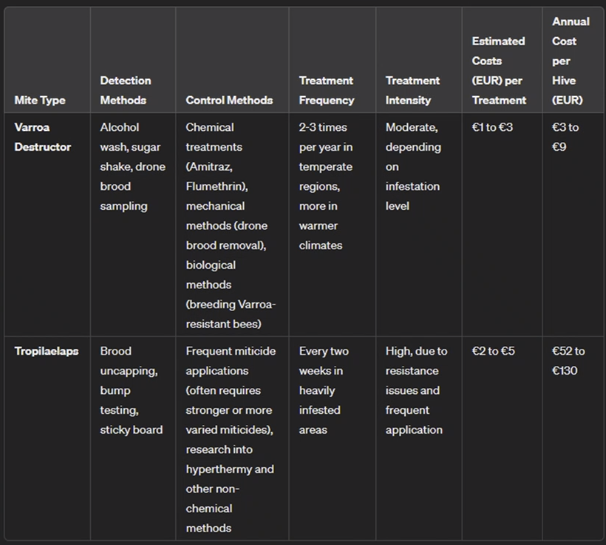 Mite Type
Detection
Methods
Control Methods
Treatment
Frequency
Treatment
Intensity
Estimated
Costs
(EUR) per
Treatment
Annual
Cost
per
Hive
(EUR)
Varroa
Destructor
Alcohol
wash, sugar
shake, drone
brood
sampling
Chemical
treatments
(Amitraz,
Flumethrin),
mechanical
methods (drone
brood removal),
biological
methods
(breeding Varroa-
resistant bees)
2-3 times
per year in
temperate
regions,
more in
warmer
climates
Moderate,
depending
on
infestation
level
€1 to €3
€3 to
€9
Tropilaelaps
Brood
uncapping,
bump
testing,
sticky board
Frequent miticide
applications
(often requires
stronger or more
varied miticides),
research into
hyperthermy and
other non-
chemical
methods
Every two
weeks in
heavily
infested
areas
High, due to
resistance
issues and
frequent
application
€2 to €5
€52 to
€130